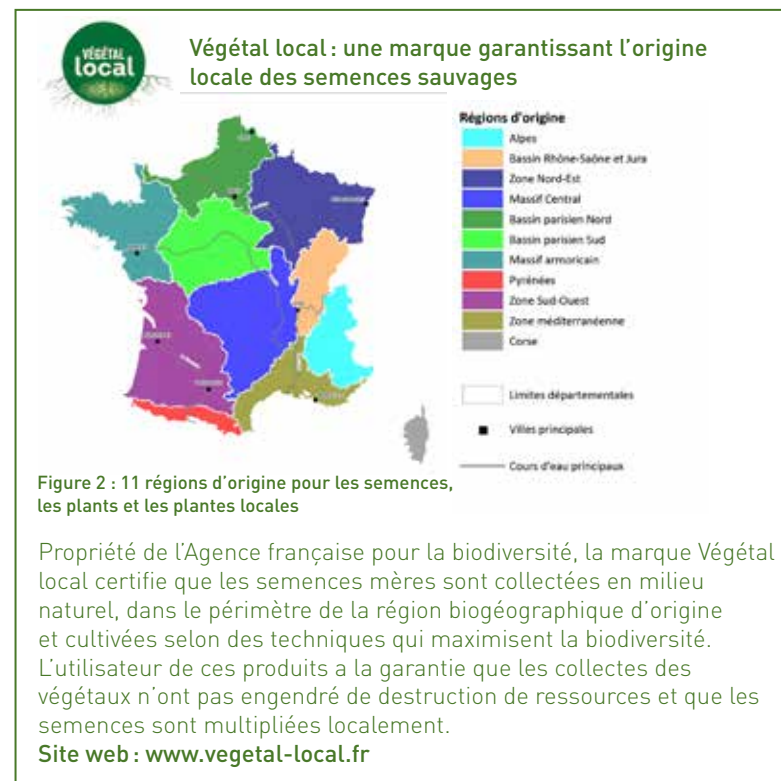 VÉGÉTAL
local
Végétal local : une marque garantissant l’origine
locale des semences sauvages
Régions d'origine
Alpes
Bassin Rhône-Saône et Jura
Zone Nord-Est
Massif Central
Bassin parisien Nord
Bassin parisien Sud
Massif armoricain
Pyrénées
Zone Sud-Ouest
Zone méditerranéenne
Corse
Limites départementales
Villes principales
Cours d'eau principaux
Figure 2 : 11 régions d’origine pour les semences,
les plants et les plantes locales
Propriété de l’Agence française pour la biodiversité, la marque Végétal
local certifie que les semences mères sont collectées en milieu
naturel, dans le périmètre de la région biogéographique d’origine
et cultivées selon des techniques qui maximisent la biodiversité.
L’utilisateur de ces produits a la garantie que les collectes des
végétaux n’ont pas engendré de destruction de ressources et que les
semences sont multipliées localement.
Site web : www.vegetal-local.fr